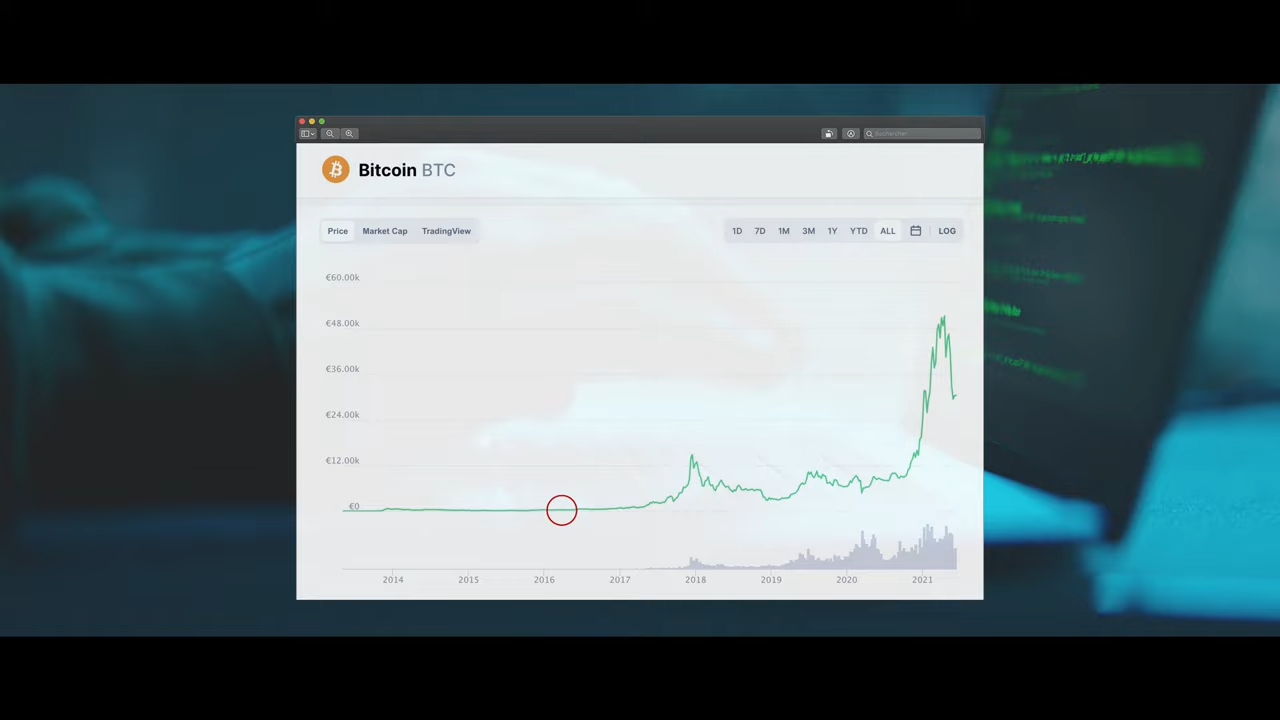 Rechercher
Bitcoin BTC
Price Market Cap TradingView 1D 7D 1M 3M 1Y YTD ALL LOG
€60.00k
€48.00k
€36.00k
€24.00k
€12.00k
€0
2014 2015 2016 2017 2018 2019 2020 2021